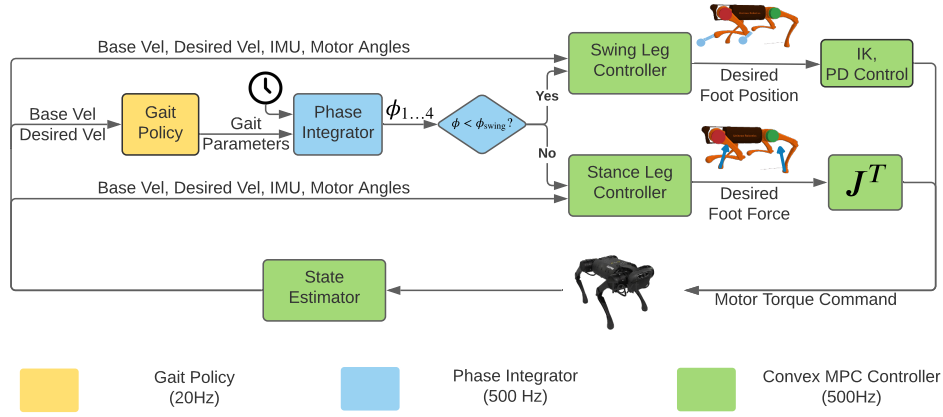 Base Vel, Desired Vel, IMU, Motor Angles
Swing Leg
Controller
Desired
Foot Position
IK,
PD Control
Base Vel
Desired Vel
Gait
Policy
Gait
Parameters
Phase
Integrator
ϕ1...4
ϕ < ϕswing?
Yes
No
Base Vel, Desired Vel, IMU, Motor Angles
Stance Leg
Controller
Desired
Foot Force
J^T
State
Estimator
Motor Torque Command
Gait Policy
(20Hz)
Phase Integrator
(500 Hz)
Convex MPC Controller
(500Hz)